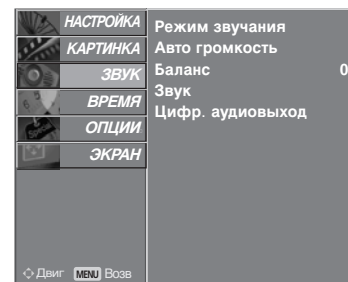 НАСТРОЙКА
КАРТИНКА
ЗВУК
ВРЕМЯ
ОПЦИИ
ЭКРАН
Режим звучания
Авто громкость
Баланс 0
Звук
Цифр. аудиовыход
Двиг MENU Возв